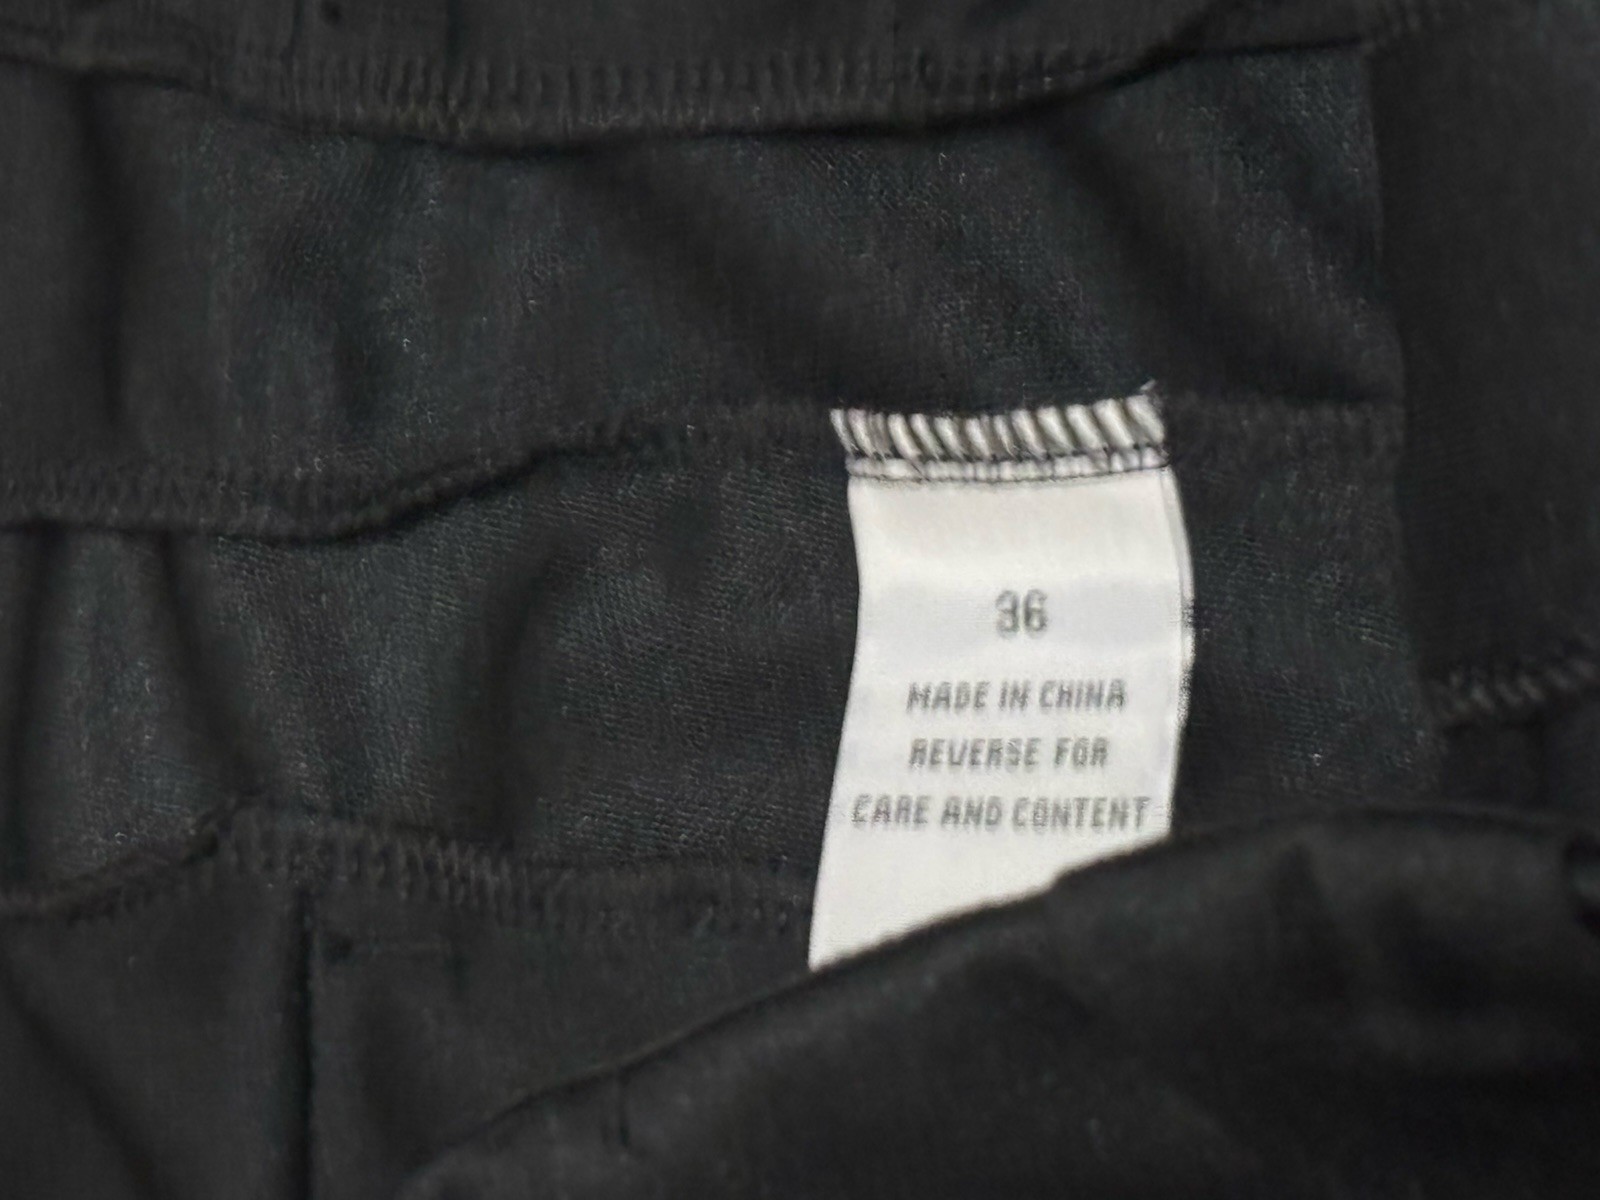 36
MADE IN CHINA
REVERSE FOR
CARE AND CONTENT